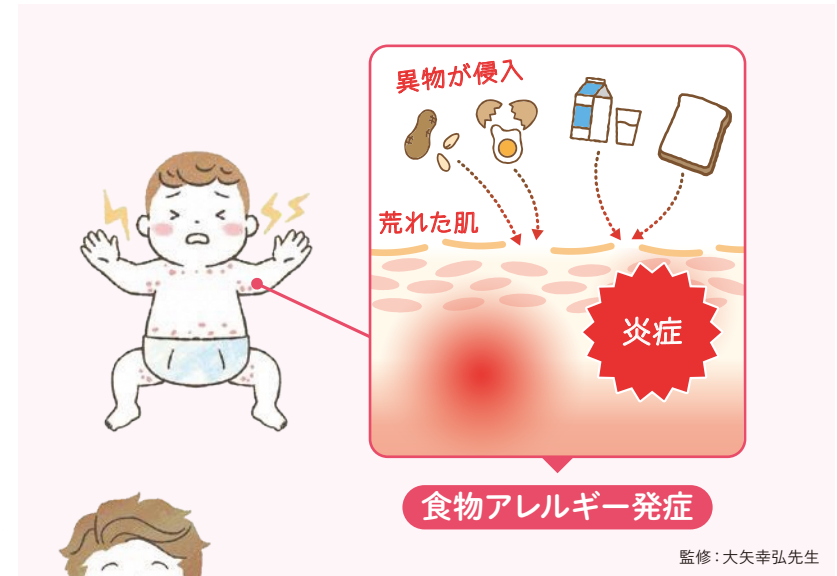 異物が侵入
荒れた肌
炎症
食物アレルギー発症
監修：大矢幸弘先生